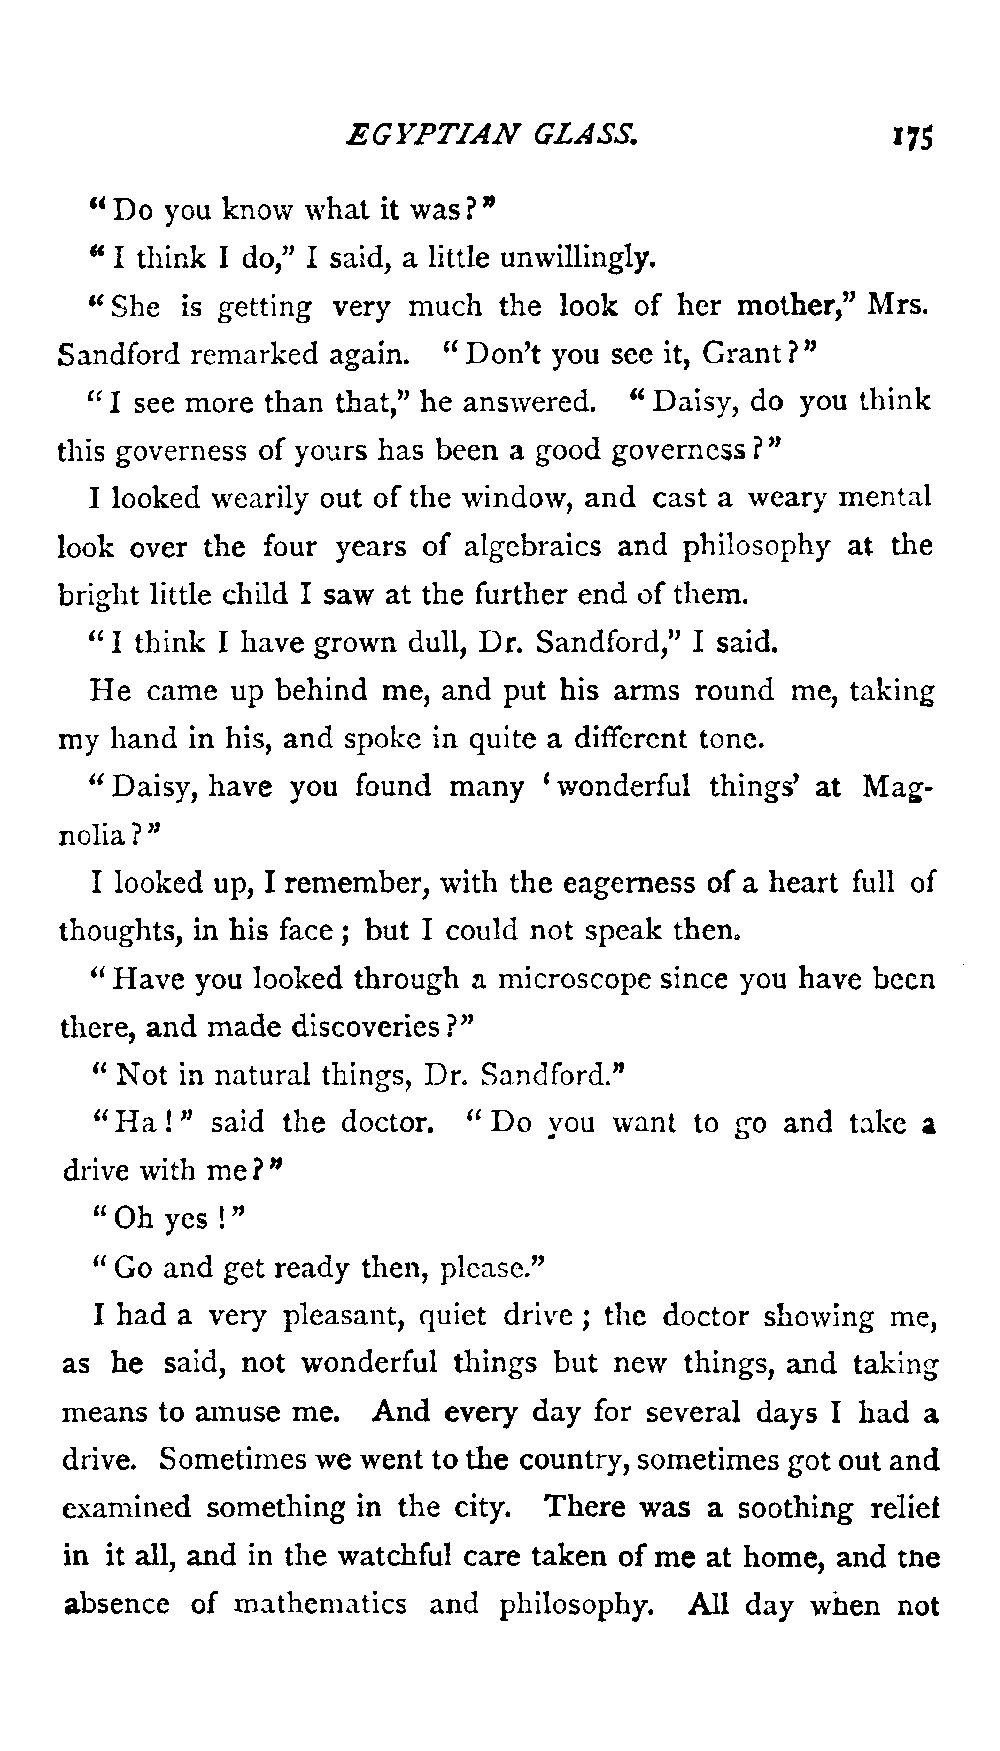 EGYPTIAN GLASS. 175
"Do you know what it was?"
"I think I do," I said, a little unwillingly.
"She is getting very much the look of her mother," Mrs.
Sandford remarked again. "Don't you see it, Grant?"
"I see more than that," he answered. "Daisy, do you think
this governess of yours has been a good governess?"
I looked wearily out of the window, and cast a weary mental
look over the four years of algebraics and philosophy at the
bright little child I saw at the further end of them.
"I think I have grown dull, Dr. Sandford," I said.
He came up behind me, and put his arms round me, taking
my hand in his, and spoke in quite a different tone.
"Daisy, have you found many 'wonderful things' at Mag-
nolia?"
I looked up, I remember, with the eagerness of a heart full of
thoughts, in his face; but I could not speak then.
"Have you looked through a microscope since you have been
there, and made discoveries?"
"Not in natural things, Dr. Sandford."
"Ha!" said the doctor. "Do you want to go and take a
drive with me?"
"Oh yes!"
"Go and get ready then, please."
I had a very pleasant, quiet drive; the doctor showing me,
as he said, not wonderful things but new things, and taking
means to amuse me. And every day for several days I had a
drive. Sometimes we went to the country, sometimes got out and
examined something in the city. There was a soothing relief
in it all, and in the watchful care taken of me at home, and the
absence of mathematics and philosophy. All day when not